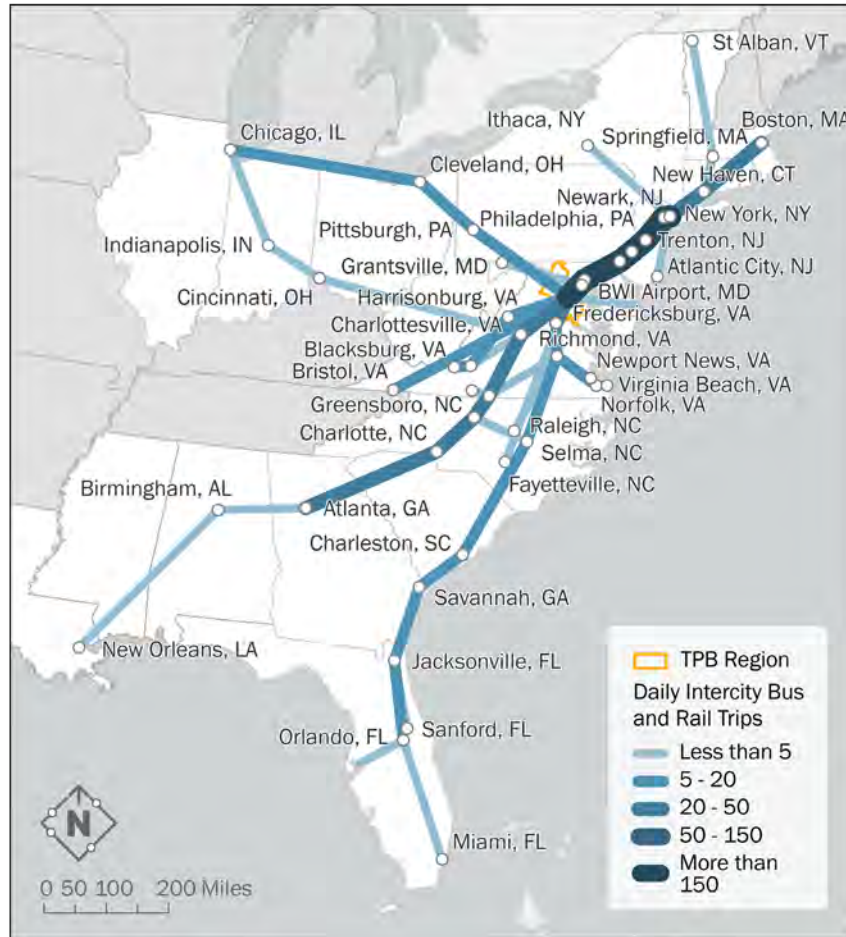 St Alban, VT
Ithaca, NY
Boston, MA
Springfield, MA
Chicago, IL
Cleveland, OH
New Haven, CT
Newark, NJ
Philadelphia, PA
New York, NY
Pittsburgh, PA
Trenton, NJ
Indianapolis, IN
Grantsville, MD
Atlantic City, NJ
Cincinnati, OH
Harrisonburg, VA
BWI Airport, MD
Charlottesville, VA
Fredericksburg, VA
Blacksburg, VA
Richmond, VA
Bristol, VA
Newport News, VA
Virginia Beach, VA
Greensboro, NC
Norfolk, VA
Charlotte, NC
Raleigh, NC
Selma, NC
Birmingham, AL
Fayetteville, NC
Atlanta, GA
Charleston, SC
Savannah, GA
New Orleans, LA
Jacksonville, FL
Orlando, FL
Sanford, FL
Miami, FL
TPB Region
Daily Intercity Bus
and Rail Trips
Less than 5
5 - 20
20 - 50
50 - 150
More than
150
N
0 50 100 200 Miles